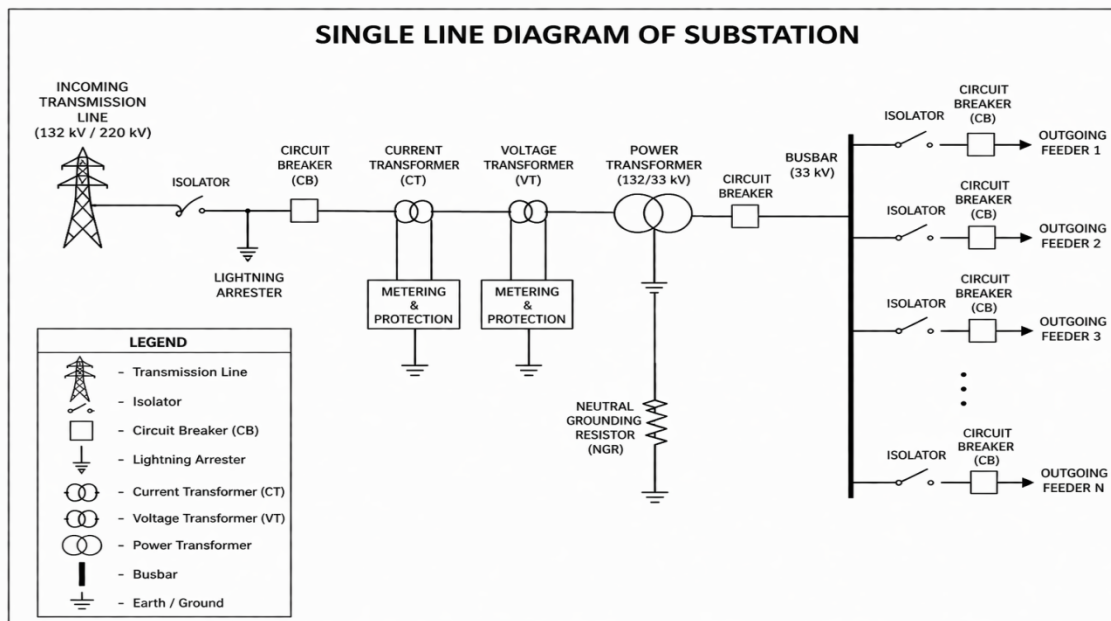 SINGLE LINE DIAGRAM OF SUBSTATION
INCOMING
TRANSMISSION
LINE
(132 kV / 220 kV)
ISOLATOR
LIGHTNING
ARRESTER
CIRCUIT
BREAKER
(CB)
CURRENT
TRANSFORMER
(CT)
METERING
&
PROTECTION
VOLTAGE
TRANSFORMER
(VT)
METERING
&
PROTECTION
POWER
TRANSFORMER
(132/33 kV)
NEUTRAL
GROUNDING
RESISTOR
(NGR)
CIRCUIT
BREAKER
BUSBAR
(33 kV)
ISOLATOR
CIRCUIT
BREAKER
(CB)
OUTGOING
FEEDER 1
ISOLATOR
CIRCUIT
BREAKER
(CB)
OUTGOING
FEEDER 2
ISOLATOR
CIRCUIT
BREAKER
(CB)
OUTGOING
FEEDER 3
ISOLATOR
CIRCUIT
BREAKER
(CB)
OUTGOING
FEEDER N
LEGEND
– Transmission Line
– Isolator
– Circuit Breaker (CB)
– Lightning Arrester
– Current Transformer (CT)
– Voltage Transformer (VT)
– Power Transformer
– Busbar
– Earth / Ground